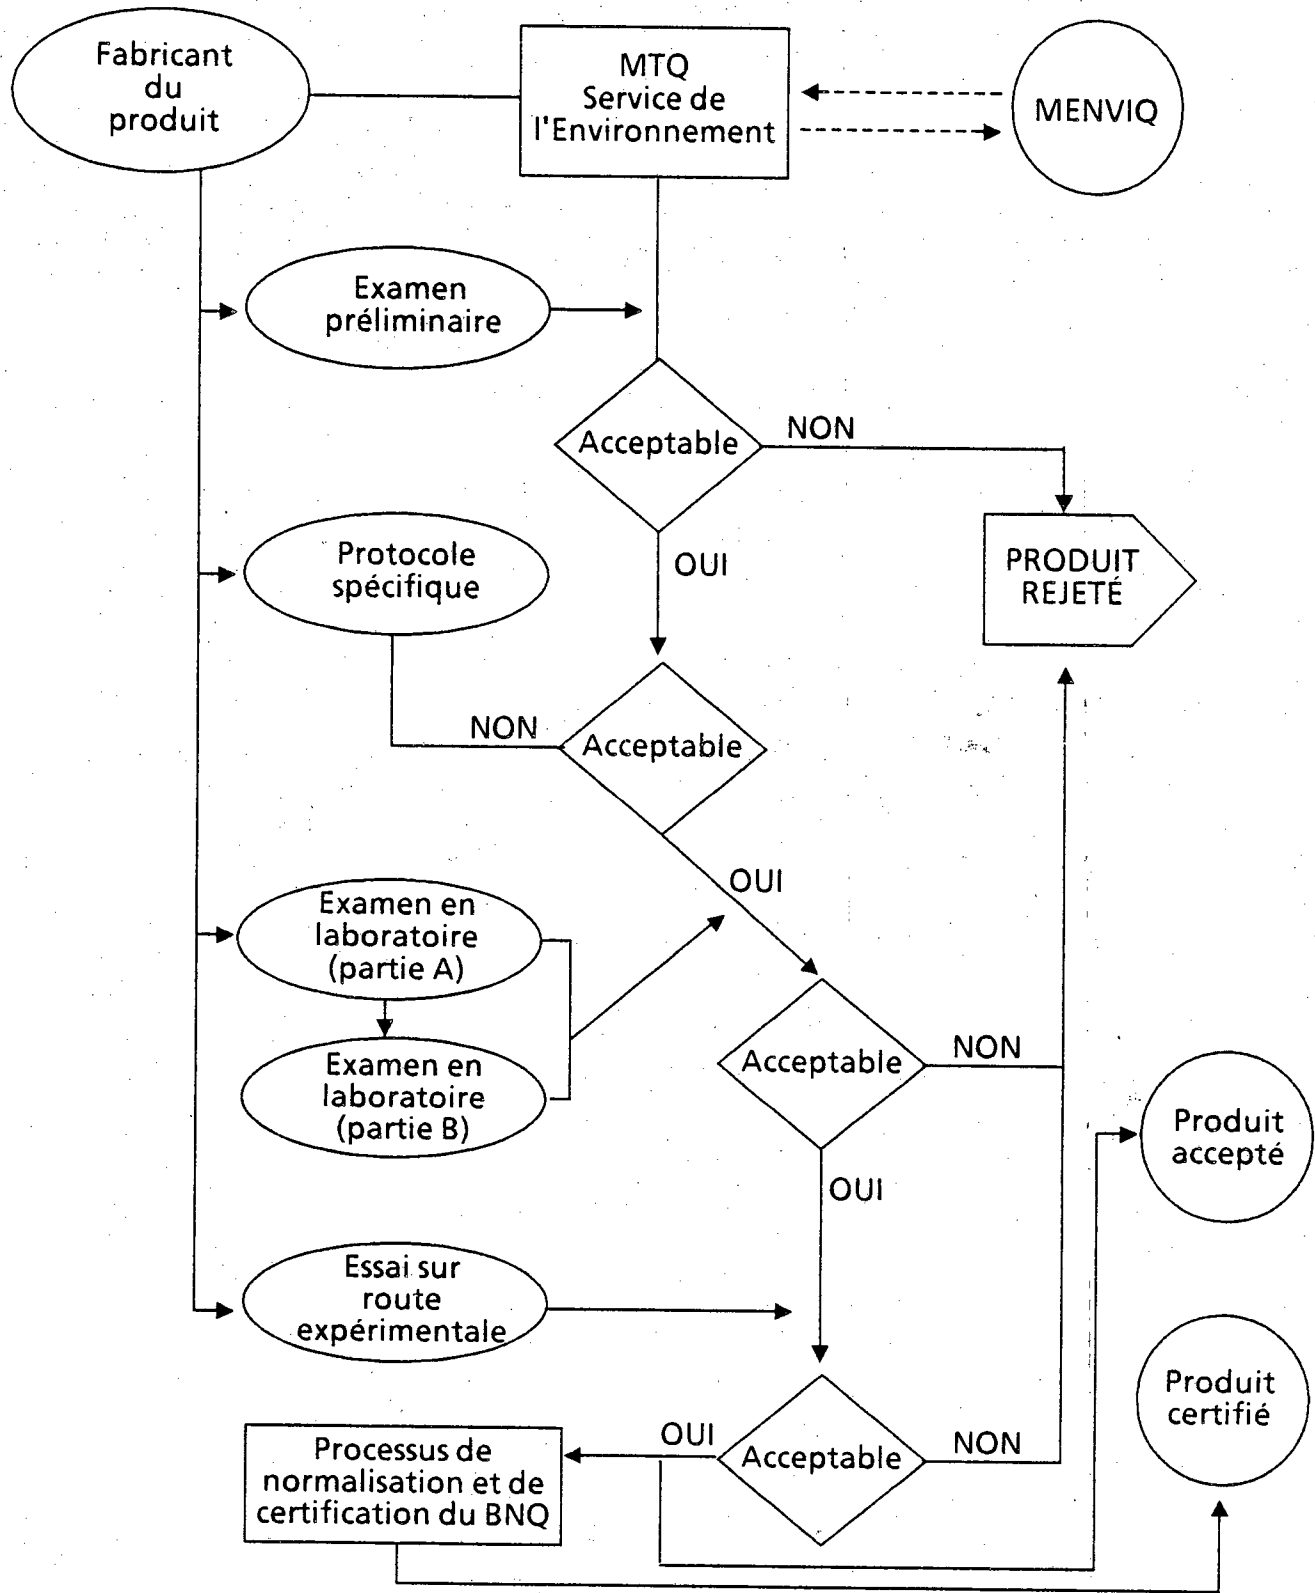 Fabricant
du
produit
MTQ
Service de
l'Environnement
MENVIQ
Examen
préliminaire
Acceptable
NON
OUI
PRODUIT
REJETÉ
Protocole
spécifique
NON
Acceptable
OUI
Examen en
laboratoire
(partie A)
Examen en
laboratoire
(partie B)
Acceptable
NON
OUI
Produit
accepté
Essai sur
route
expérimentale
Produit
certifié
OUI
Acceptable
NON
Processus de
normalisation et de
certification du BNQ